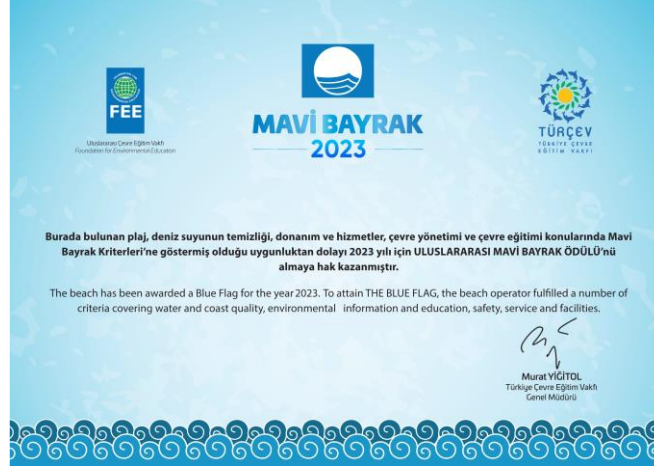 FEE
Uluslararası Çevre Eğitim Vakfı
Foundation for Environmental Education
MAVİ BAYRAK
2023
TÜRÇEV
TÜRKİYE ÇEVRE
EĞİTİM VAKFI
Burada bulunan plaj, deniz suyunun temizliği, donanım ve hizmetler, çevre yönetimi ve çevre eğitimi konularında Mavi
Bayrak Kriterleri’ne göstermiş olduğu uygunluktan dolayı 2023 yılı için ULUSLARARASI MAVİ BAYRAK ÖDÜLÜ’nü
almaya hak kazanmıştır.
The beach has been awarded a Blue Flag for the year 2023. To attain THE BLUE FLAG, the beach operator fulfilled a number of
criteria covering water and coast quality, environmental information and education, safety, service and facilities.
Murat YİĞİTOL
Türkiye Çevre Eğitim Vakfı
Genel Müdürü